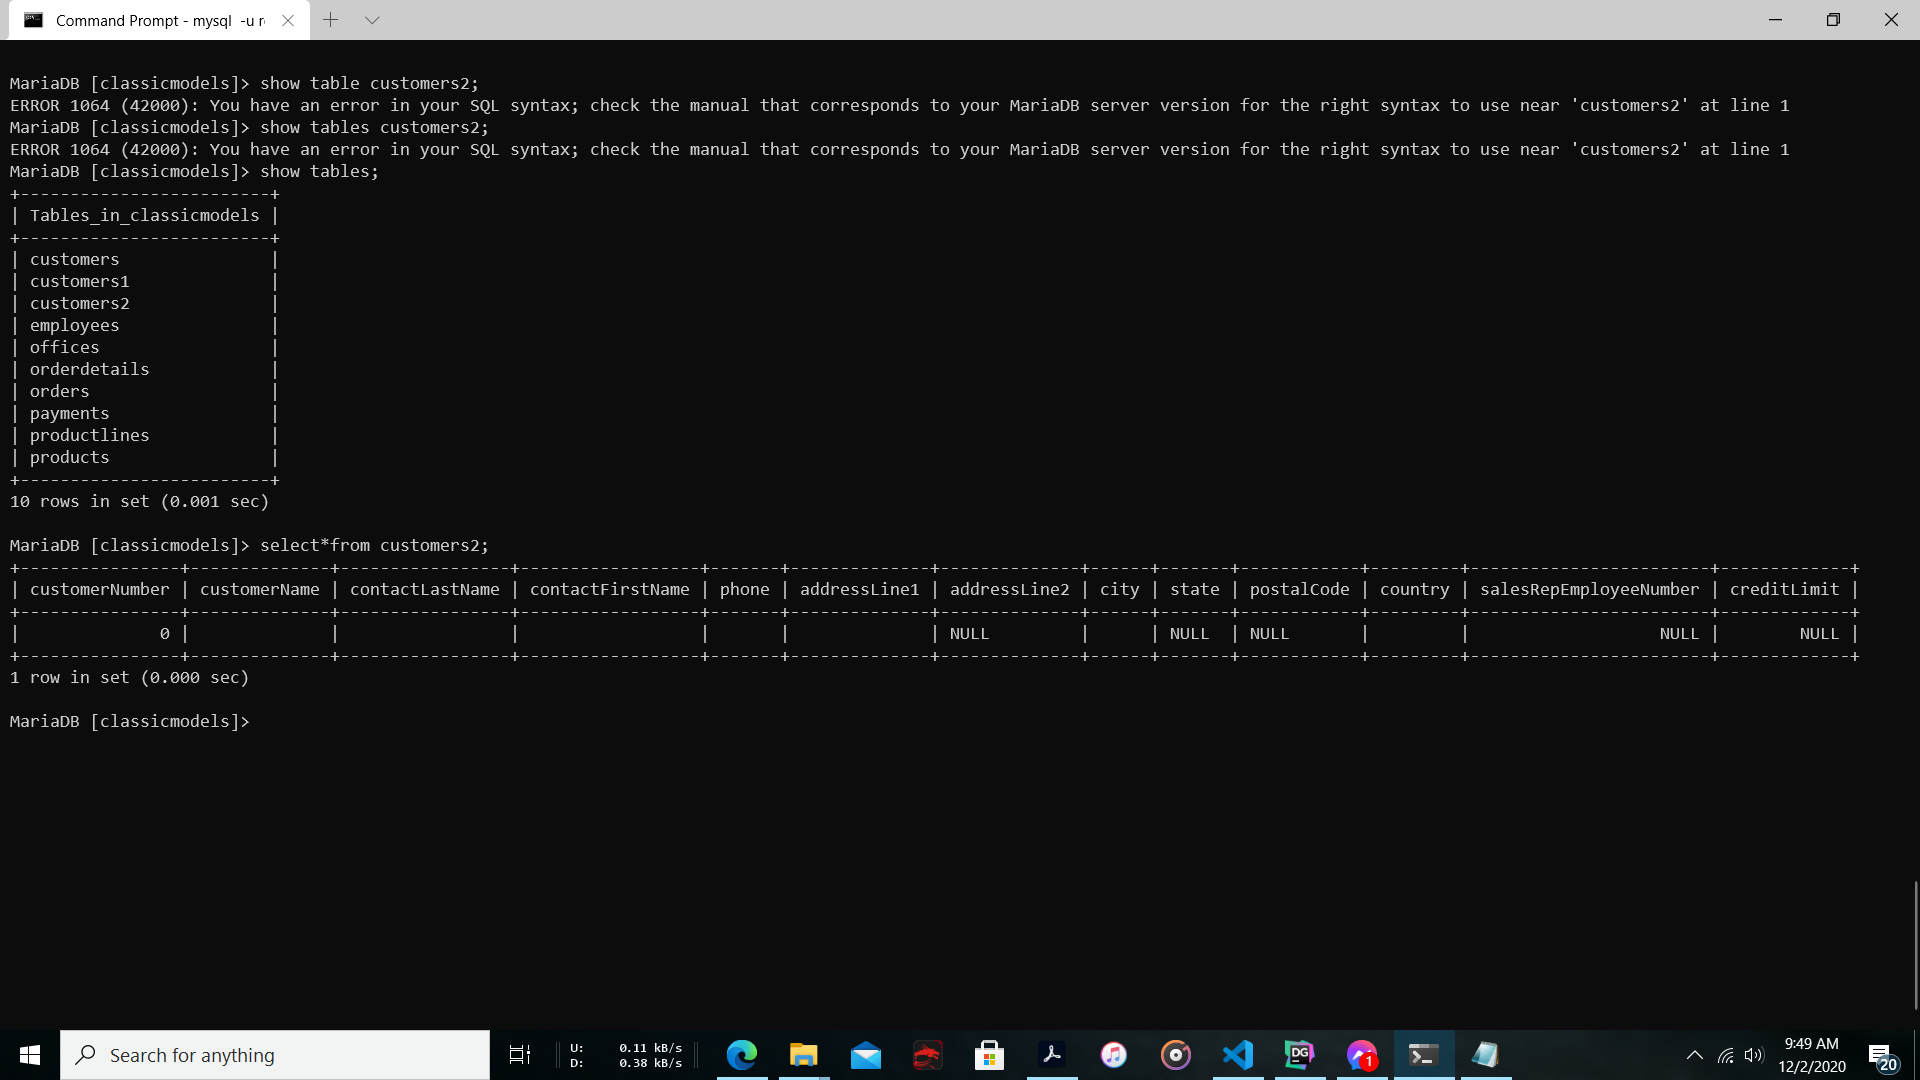 Command Prompt - mysql  -u r
MariaDB [classicmodels]> show table customers2;
ERROR 1064 (42000): You have an error in your SQL syntax; check the manual that corresponds to your MariaDB server version for the right syntax to use near 'customers2' at line 1
MariaDB [classicmodels]> show tables customers2;
ERROR 1064 (42000): You have an error in your SQL syntax; check the manual that corresponds to your MariaDB server version for the right syntax to use near 'customers2' at line 1
MariaDB [classicmodels]> show tables;
+-------------------------+
| Tables_in_classicmodels |
+-------------------------+
| customers               |
| customers1              |
| customers2              |
| employees               |
| offices                 |
| orderdetails            |
| orders                  |
| payments                |
| productlines            |
| products                |
+-------------------------+
10 rows in set (0.001 sec)
MariaDB [classicmodels]> select*from customers2;
+----------------+--------------+-----------------+------------------+-------+--------------+--------------+------+-------+------------+---------+------------------------+-------------+
| customerNumber | customerName | contactLastName | contactFirstName | phone | addressLine1 | addressLine2 | city | state | postalCode | country | salesRepEmployeeNumber | creditLimit |
+----------------+--------------+-----------------+------------------+-------+--------------+--------------+------+-------+------------+---------+------------------------+-------------+
|              0 |              |                 |                  |       |              | NULL         |      | NULL  | NULL       |         |                   NULL |        NULL |
+----------------+--------------+-----------------+------------------+-------+--------------+--------------+------+-------+------------+---------+------------------------+-------------+
1 row in set (0.000 sec)
MariaDB [classicmodels]>
Search for anything
U: 0.11 kB/s
D: 0.38 kB/s
DG
1
9:49 AM
12/2/2020
20